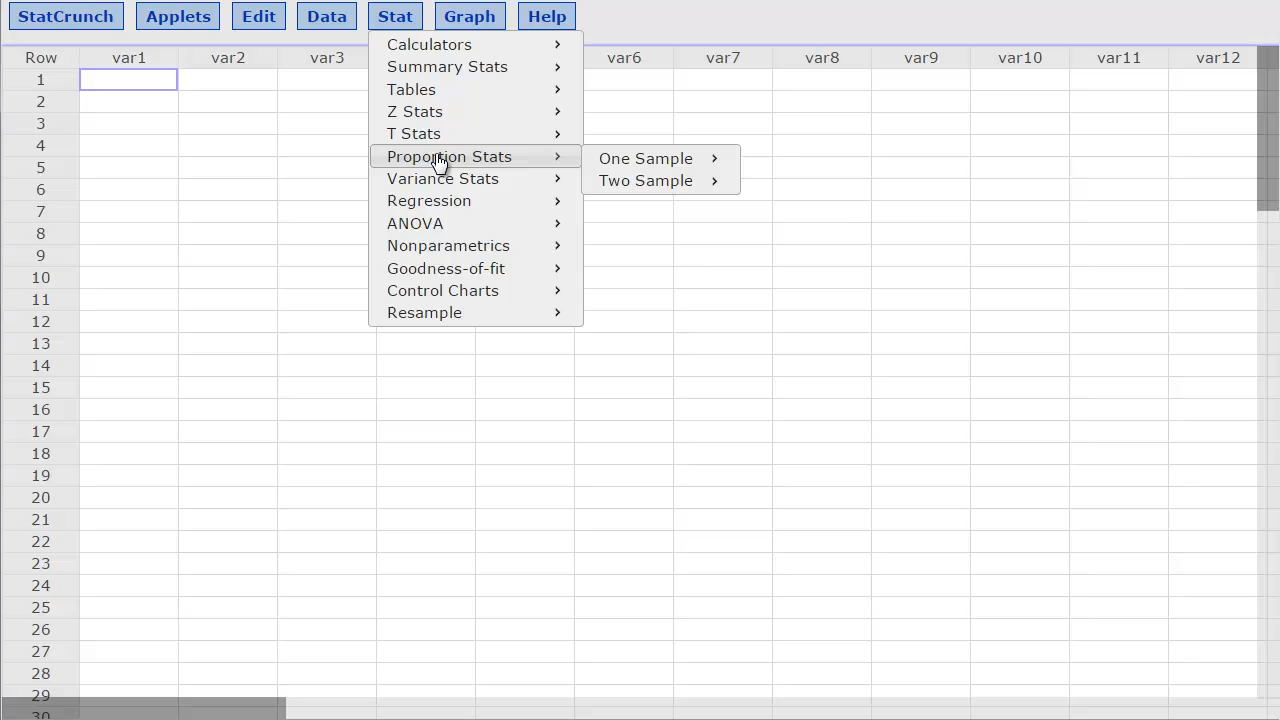 StatCrunch Applets Edit Data Stat Graph Help
Row var1 var2 var3 var6 var7 var8 var9 var10 var11 var12
Calculators
Summary Stats
Tables
Z Stats
T Stats
Proportion Stats
Variance Stats
Regression
ANOVA
Nonparametrics
Goodness-of-fit
Control Charts
Resample
One Sample
Two Sample
1
2
3
4
5
6
7
8
9
10
11
12
13
14
15
16
17
18
19
20
21
22
23
24
25
26
27
28
29
30